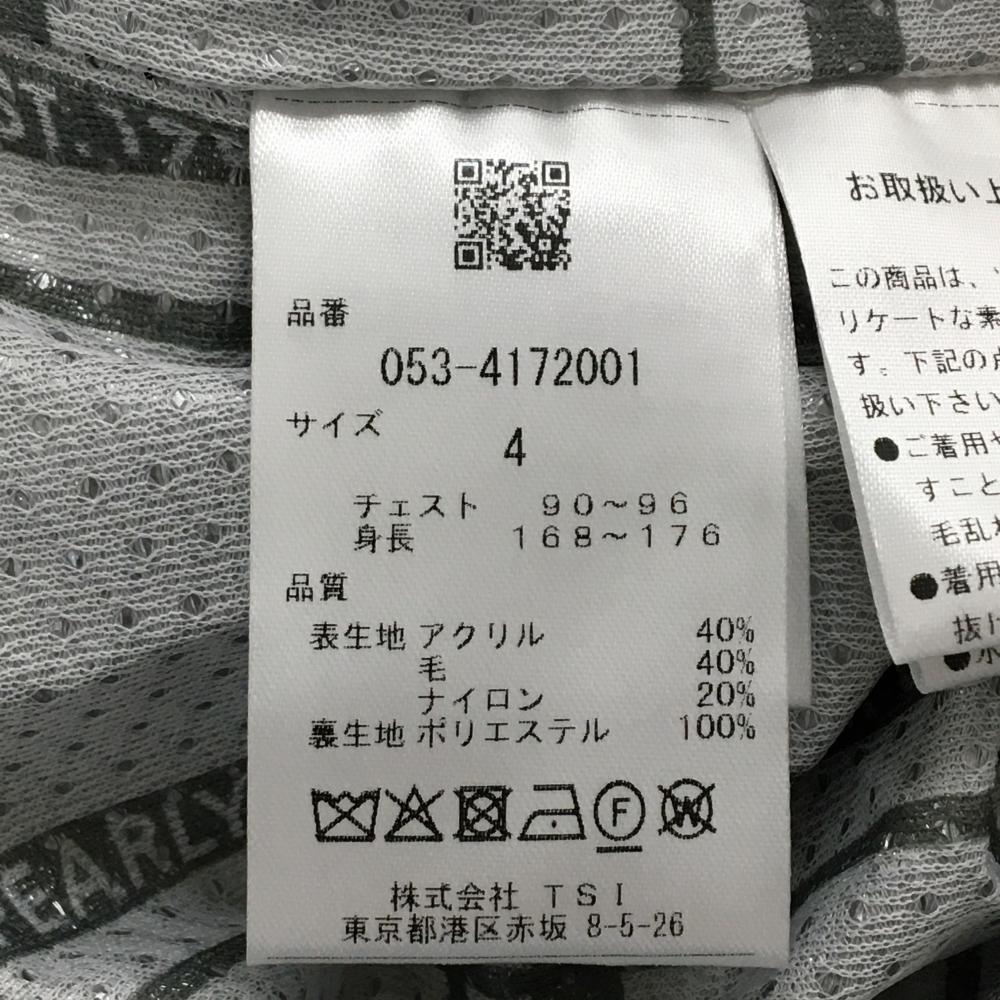 品番
053-4172001
サイズ
4
チェスト 90~96
身長 168~176
品質
表生地 アクリル 40%
毛 40%
ナイロン 20%
裏生地 ポリエステル 100%
F W
株式会社 TSI
東京都港区赤坂 8-5-26
お取扱い上
この商品は、
リケートな素
す。下記の点
扱い下さい
●ご着用や
すこと
毛乱れ
●着用
抜け
EARLY